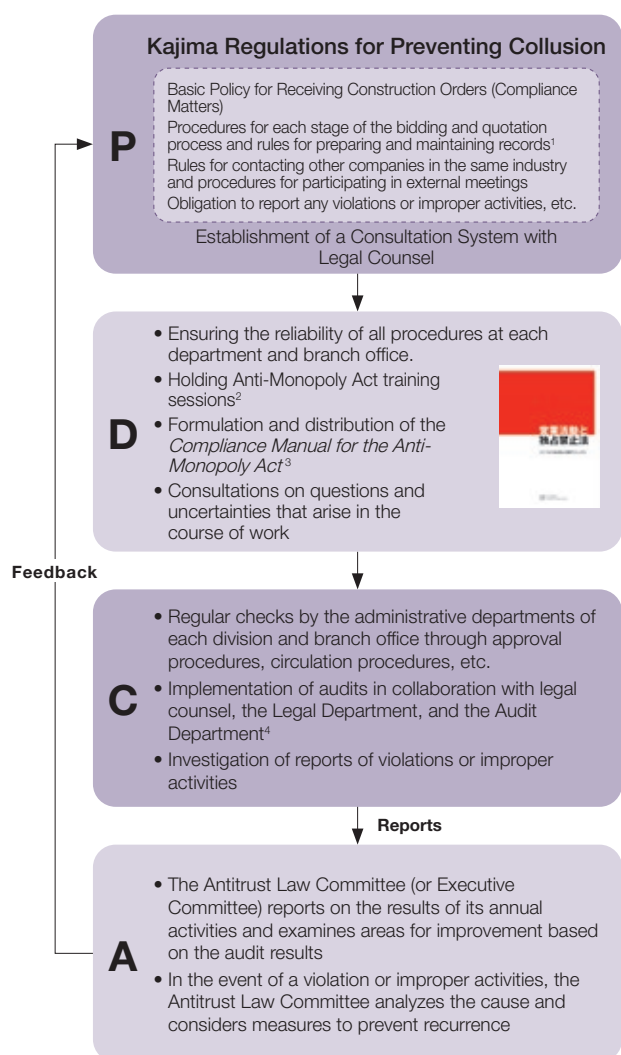 Kajima Regulations for Preventing Collusion
P
Basic Policy for Receiving Construction Orders (Compliance
Matters)
Procedures for each stage of the bidding and quotation
process and rules for preparing and maintaining records1
Rules for contacting other companies in the same industry
and procedures for participating in external meetings
Obligation to report any violations or improper activities, etc.
Establishment of a Consultation System with
Legal Counsel
D
• Ensuring the reliability of all procedures at each
department and branch office.
• Holding Anti-Monopoly Act training
sessions2
• Formulation and distribution of the
Compliance Manual for the Anti-
Monopoly Act3
• Consultations on questions and
uncertainties that arise in the
course of work
営業活動と
独占禁止法
Feedback
C
• Regular checks by the administrative departments of
each division and branch office through approval
procedures, circulation procedures, etc.
• Implementation of audits in collaboration with legal
counsel, the Legal Department, and the Audit
Department4
• Investigation of reports of violations or improper
activities
Reports
A
• The Antitrust Law Committee (or Executive
Committee) reports on the results of its annual
activities and examines areas for improvement based
on the audit results
• In the event of a violation or improper activities, the
Antitrust Law Committee analyzes the cause and
considers measures to prevent recurrence